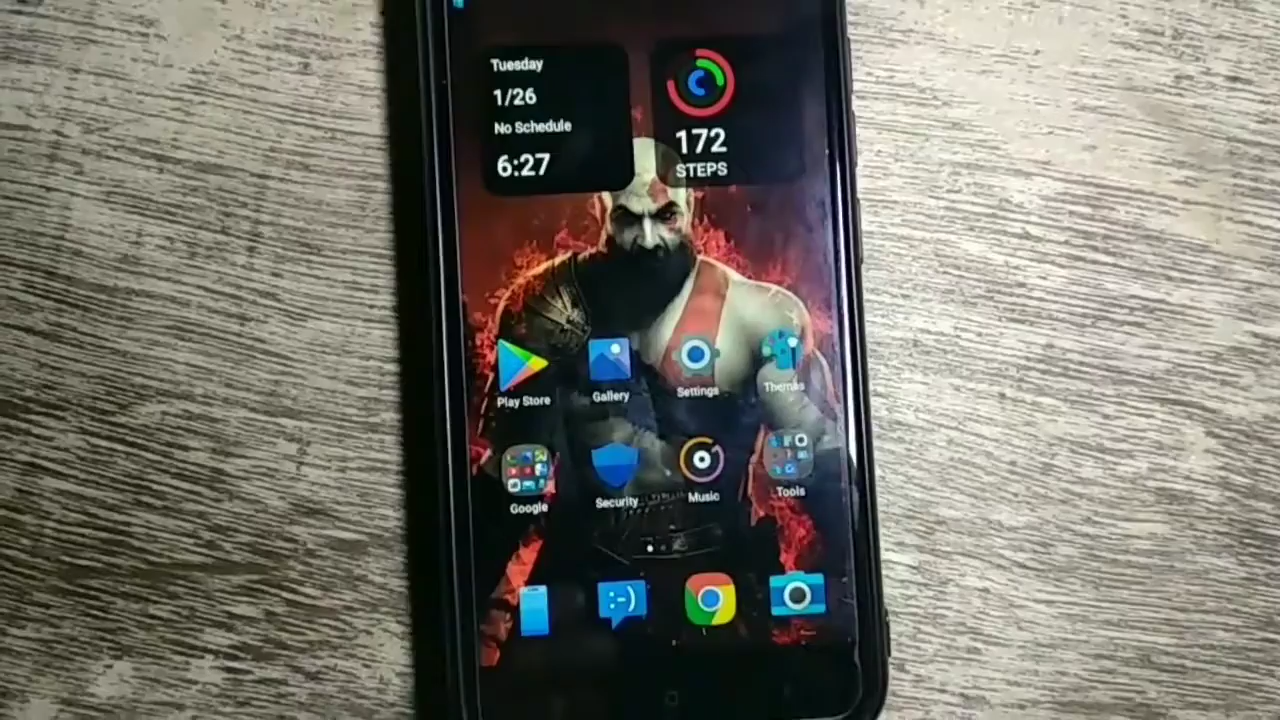 Tuesday
1/26
No Schedule
6:27
172
STEPS
Play Store
Gallery
Settings
Themes
Google
Security
Music
Tools
:-)